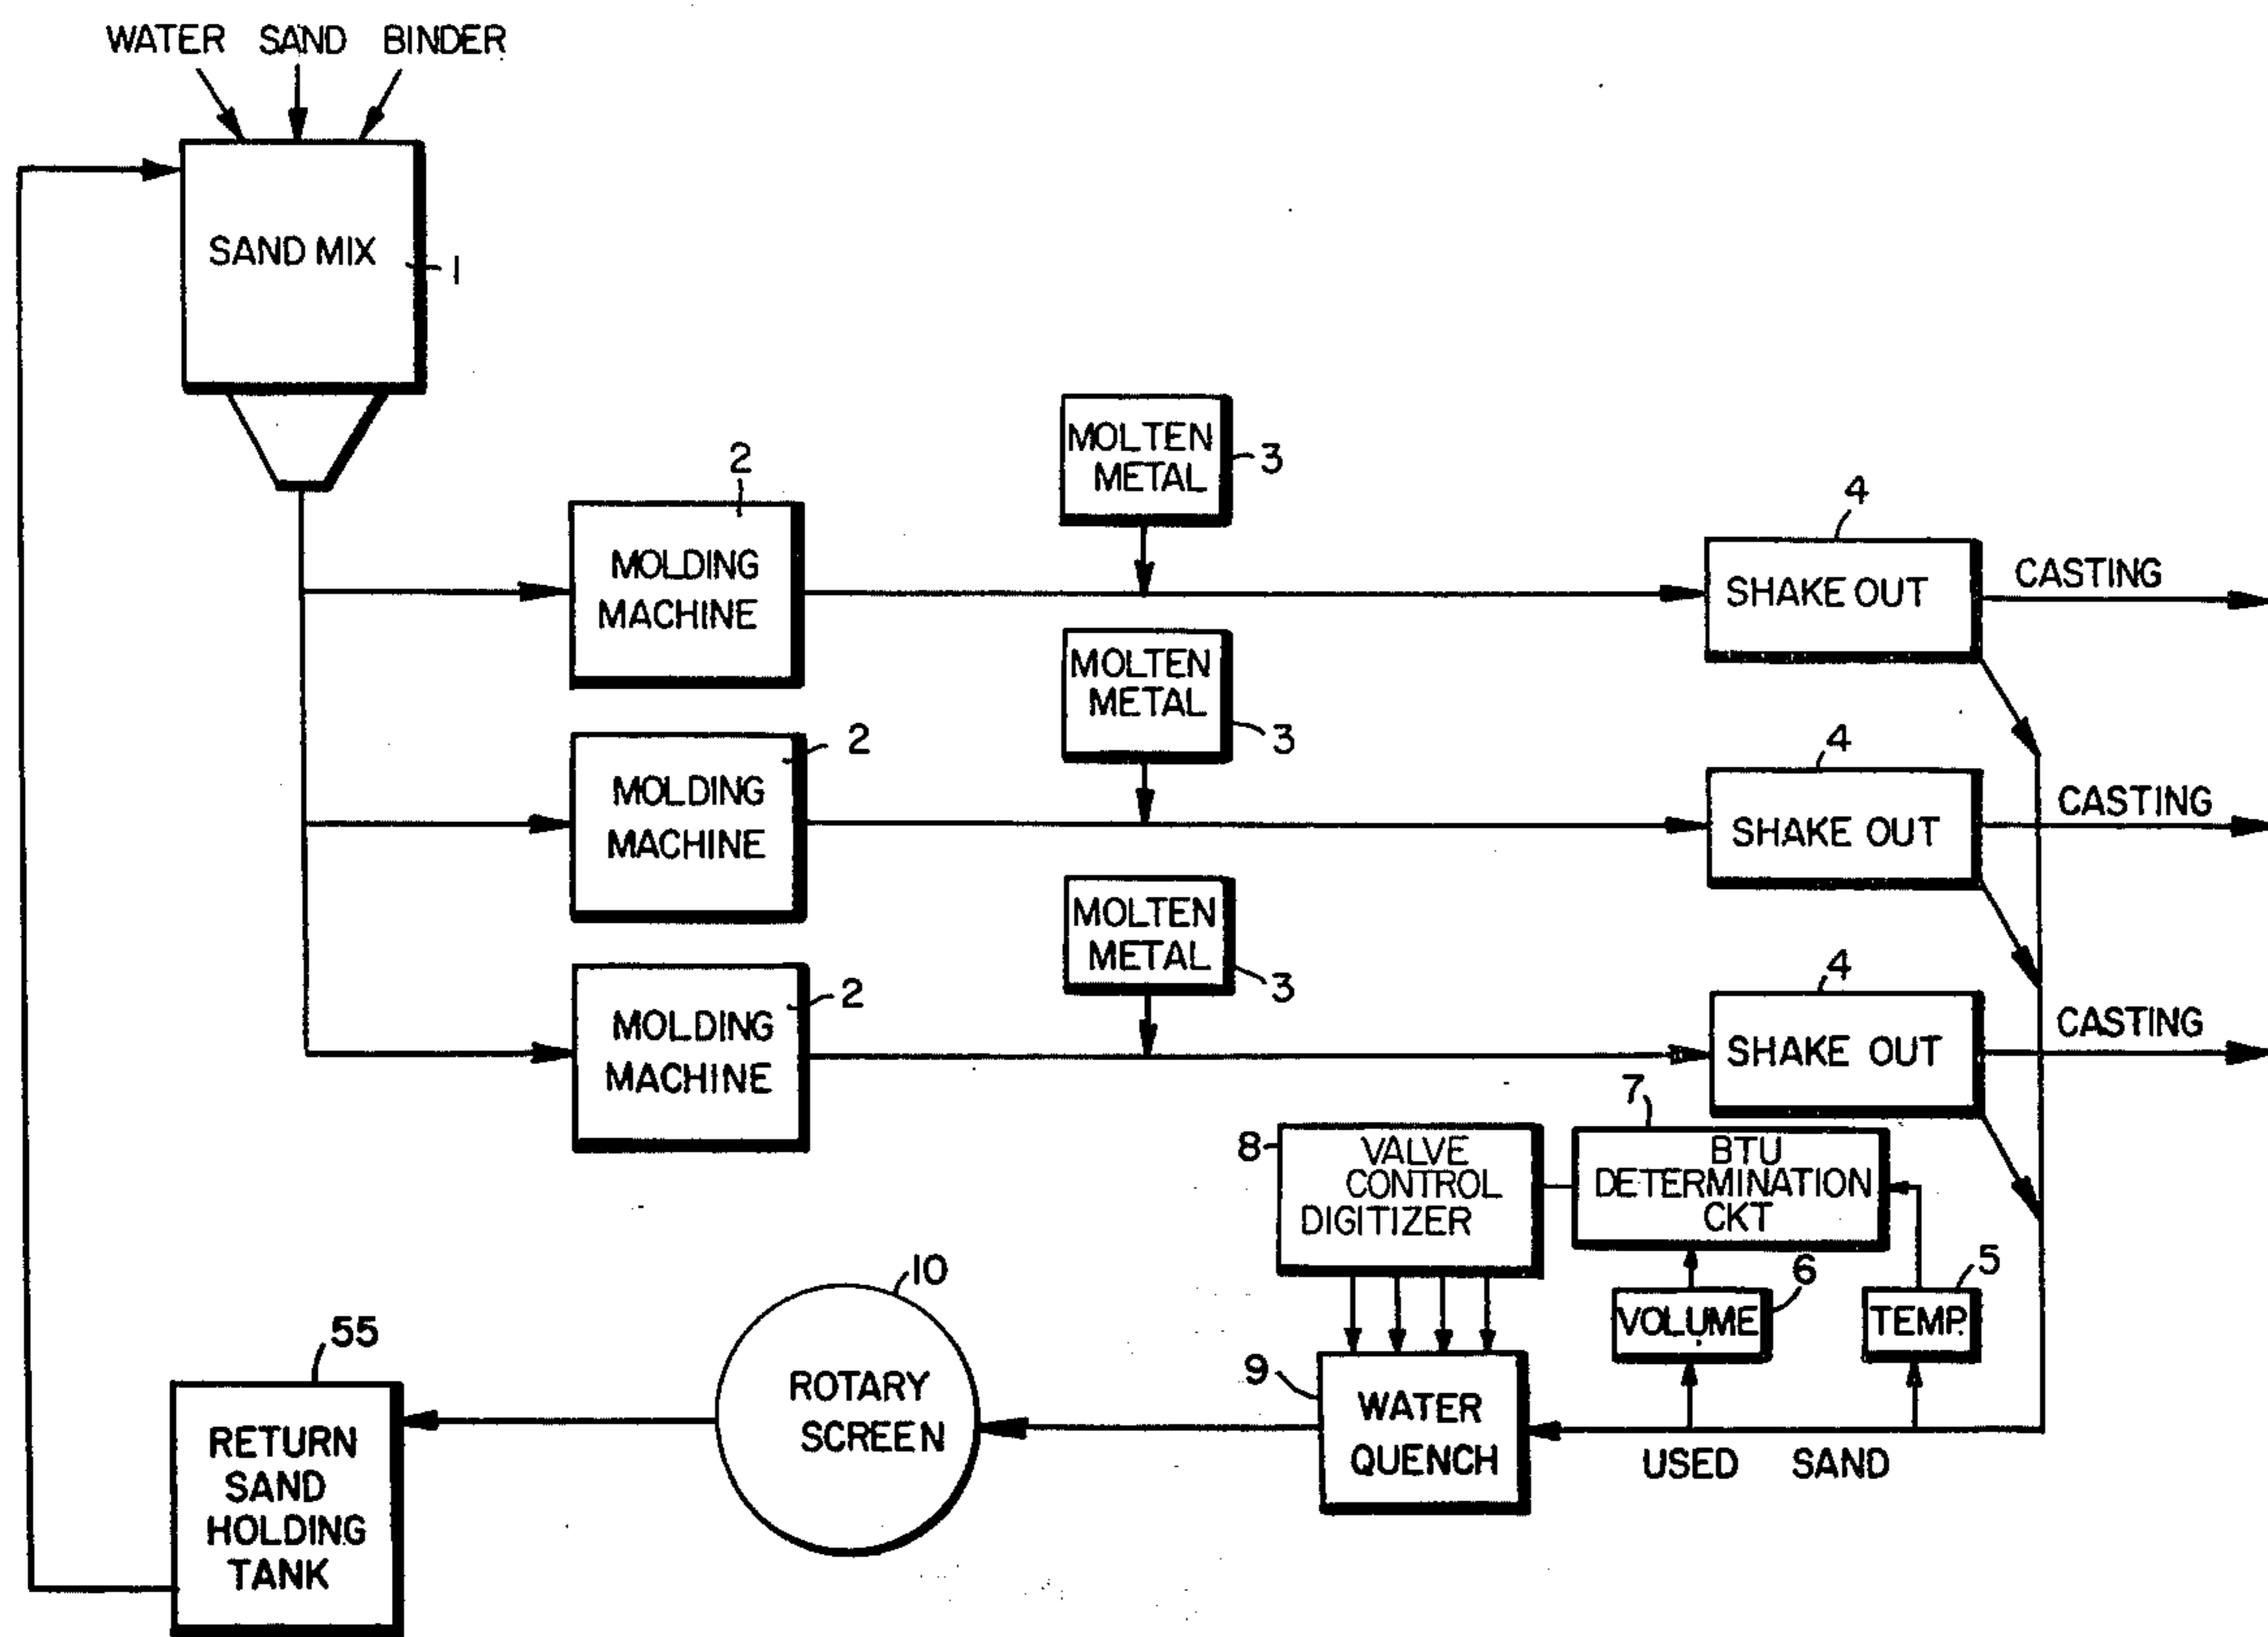 WATER SAND BINDER
SAND MIX
1
2
MOLDING
MACHINE
MOLTEN
METAL
3
4
SHAKE OUT
CASTING
2
MOLDING
MACHINE
MOLTEN
METAL
3
4
SHAKE OUT
CASTING
2
MOLDING
MACHINE
MOLTEN
METAL
3
4
SHAKE OUT
CASTING
8
VALVE
CONTROL
DIGITIZER
7
BTU
DETERMINATION
CKT
6
VOLUME
5
TEMP.
USED SAND
9
WATER
QUENCH
10
ROTARY
SCREEN
55
RETURN
SAND
HOLDING
TANK